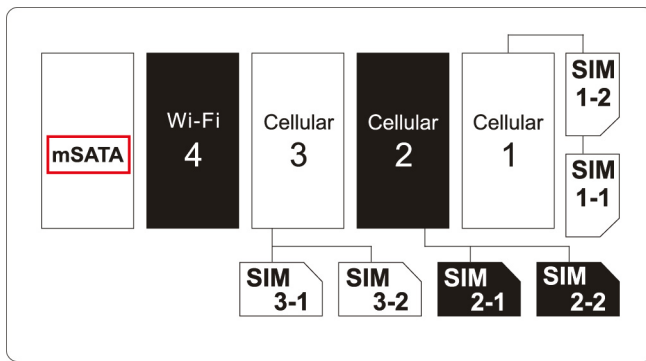 mSATA
Wi-Fi
4
Cellular
3
Cellular
2
Cellular
1
SIM
1-2
SIM
1-1
SIM
3-1
SIM
3-2
SIM
2-1
SIM
2-2